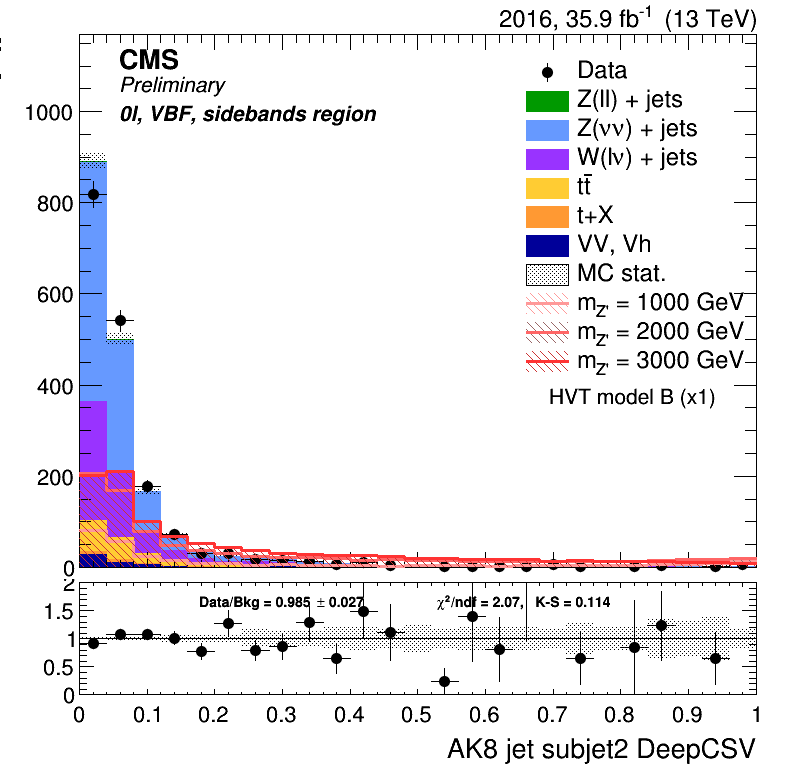 2016, 35.9 fb⁻¹ (13 TeV)
CMS
Preliminary
0l, VBF, sidebands region
Data
Z(ll) + jets
Z(νν) + jets
W(lν) + jets
tt̄
t+X
VV, Vh
MC stat.
m_Z' = 1000 GeV
m_Z' = 2000 GeV
m_Z' = 3000 GeV
HVT model B (x1)
1000
800
600
400
200
0
Data/Bkg = 0.985 ± 0.027
χ²/ndf = 2.07, K-S = 0.114
2
1.5
1
0.5
0
0 0.1 0.2 0.3 0.4 0.5 0.6 0.7 0.8 0.9 1
AK8 jet subjet2 DeepCSV